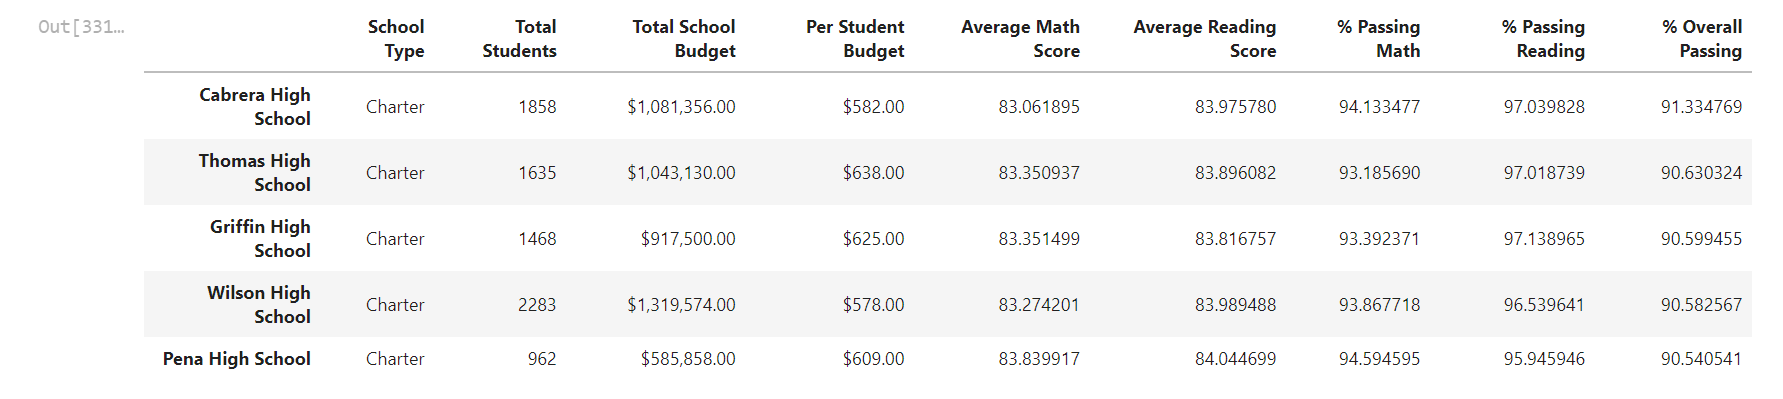 Out[331...
School Type Total Students Total School Budget Per Student Budget Average Math Score Average Reading Score % Passing Math % Passing Reading % Overall Passing
Cabrera High School Charter 1858 $1,081,356.00 $582.00 83.061895 83.975780 94.133477 97.039828 91.334769
Thomas High School Charter 1635 $1,043,130.00 $638.00 83.350937 83.896082 93.185690 97.018739 90.630324
Griffin High School Charter 1468 $917,500.00 $625.00 83.351499 83.816757 93.392371 97.138965 90.599455
Wilson High School Charter 2283 $1,319,574.00 $578.00 83.274201 83.989488 93.867718 96.539641 90.582567
Pena High School Charter 962 $585,858.00 $609.00 83.839917 84.044699 94.594595 95.945946 90.540541